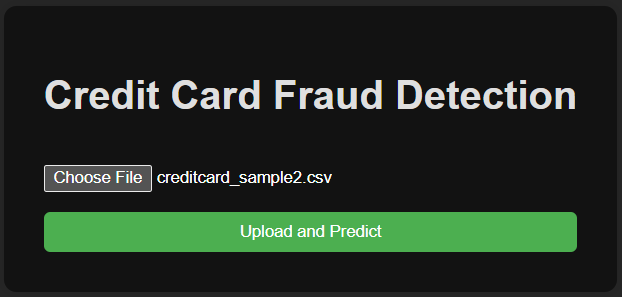 Credit Card Fraud Detection
Choose File creditcard_sample2.csv
Upload and Predict